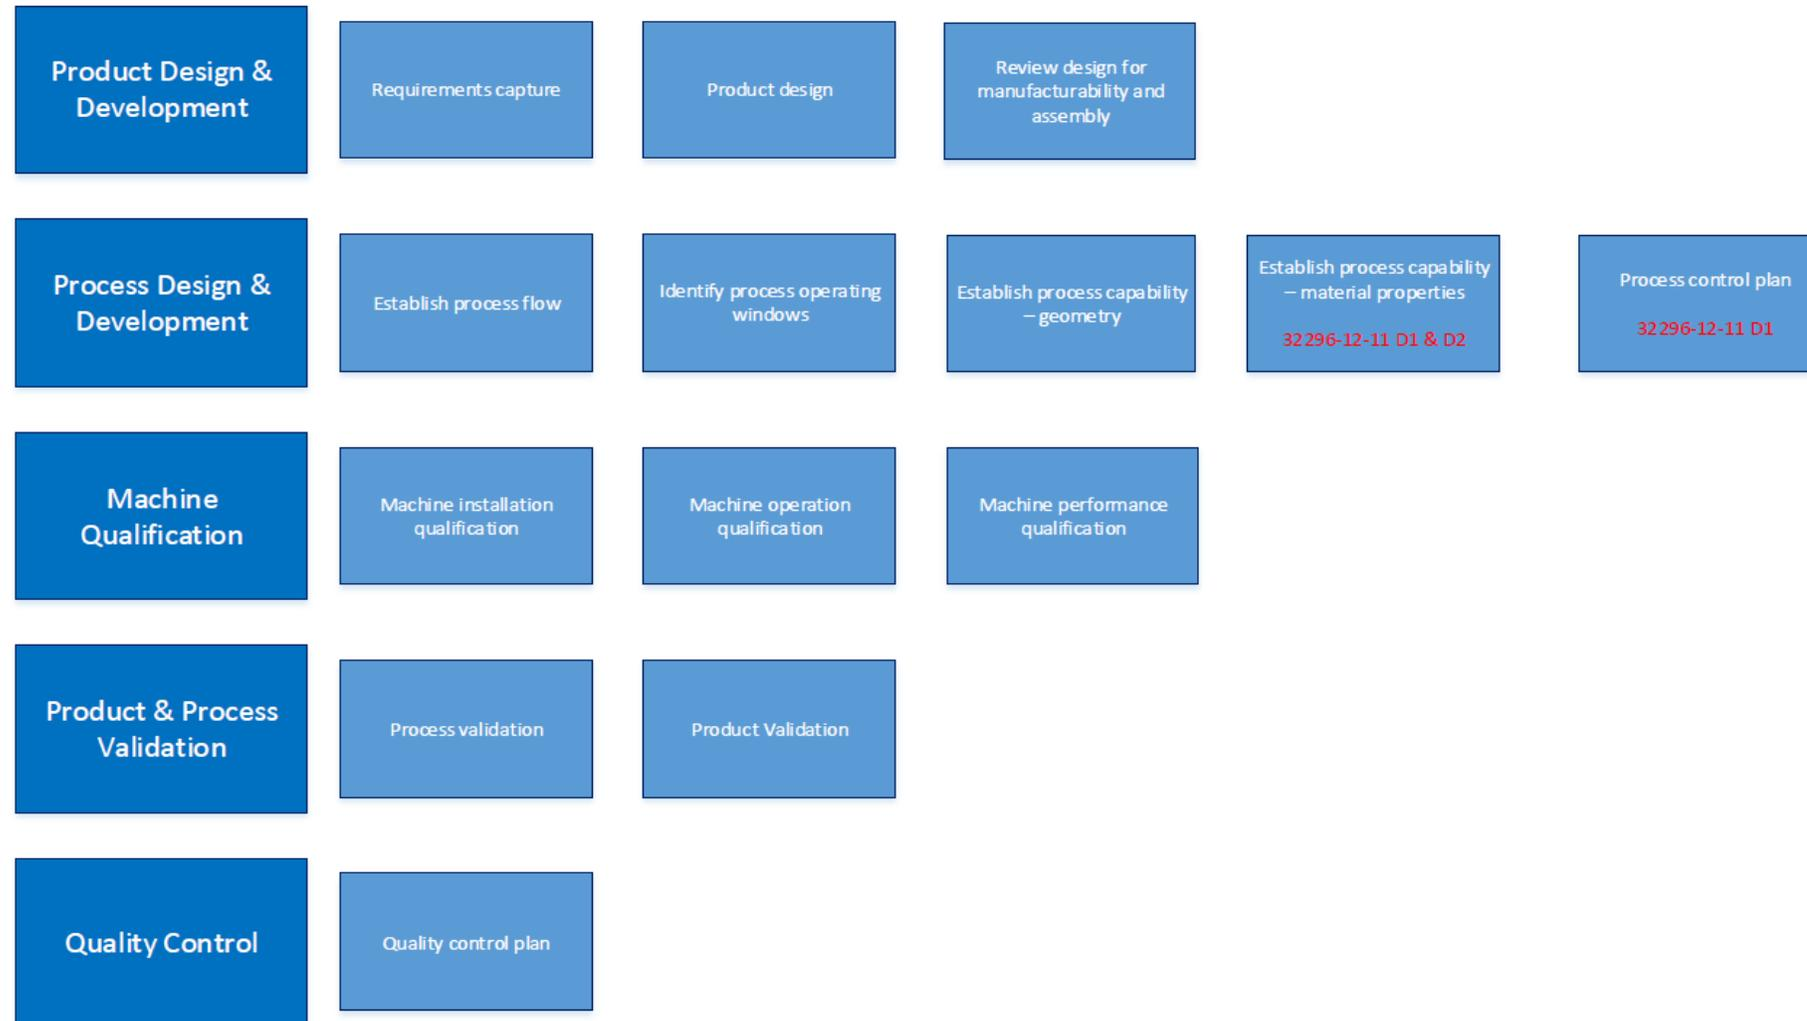 Product Design &
Development
Requirements capture
Product design
Review design for
manufacturability and
assembly
Process Design &
Development
Establish process flow
Identify process operating
windows
Establish process capability
– geometry
Establish process capability
– material properties
32296-12-11 D1 & D2
Process control plan
32296-12-11 D1
Machine
Qualification
Machine installation
qualification
Machine operation
qualification
Machine performance
qualification
Product & Process
Validation
Process validation
Product Validation
Quality Control
Quality control plan